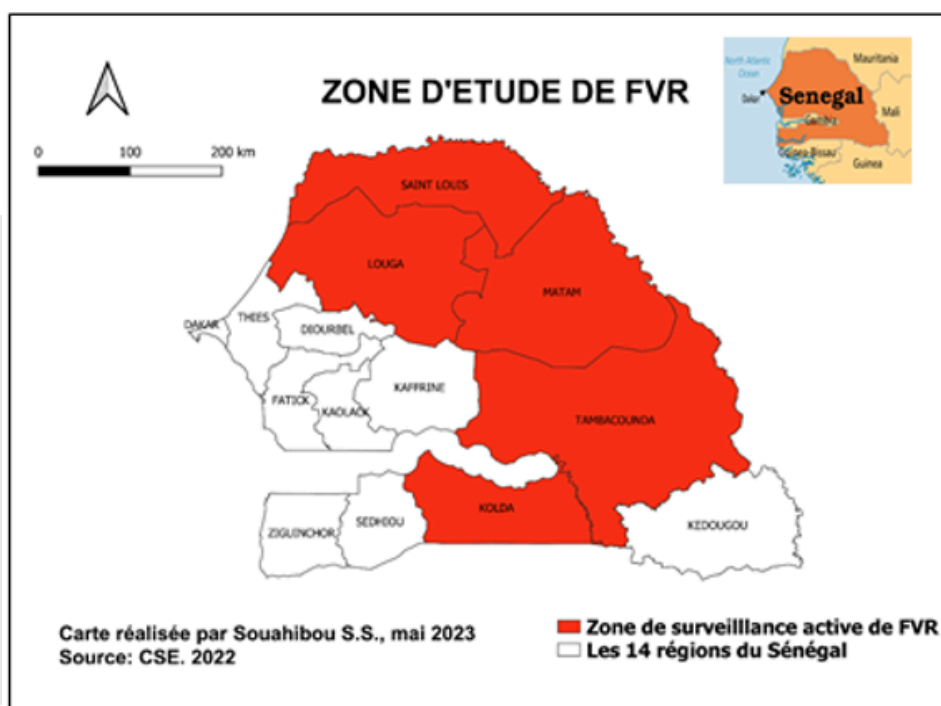 ZONE D'ETUDE DE FVR
0 100 200 km
North Atlantic
Ocean
Mauritania
Dakar
Senegal
Mali
Gambia
Guinea-Bissau
Guinea
SAINT LOUIS
LOUGA
MATAM
THIES
DAKAR
DIOURBEL
KAFFRINE
FATICK
KAOLACK
TAMBACOUNDA
KOLDA
SEDHIOU
ZIGUINCHOR
KEDOUGOU
Carte réalisée par Souahibou S.S., mai 2023
Source: CSE. 2022
Zone de surveilllance active de FVR
Les 14 régions du Sénégal